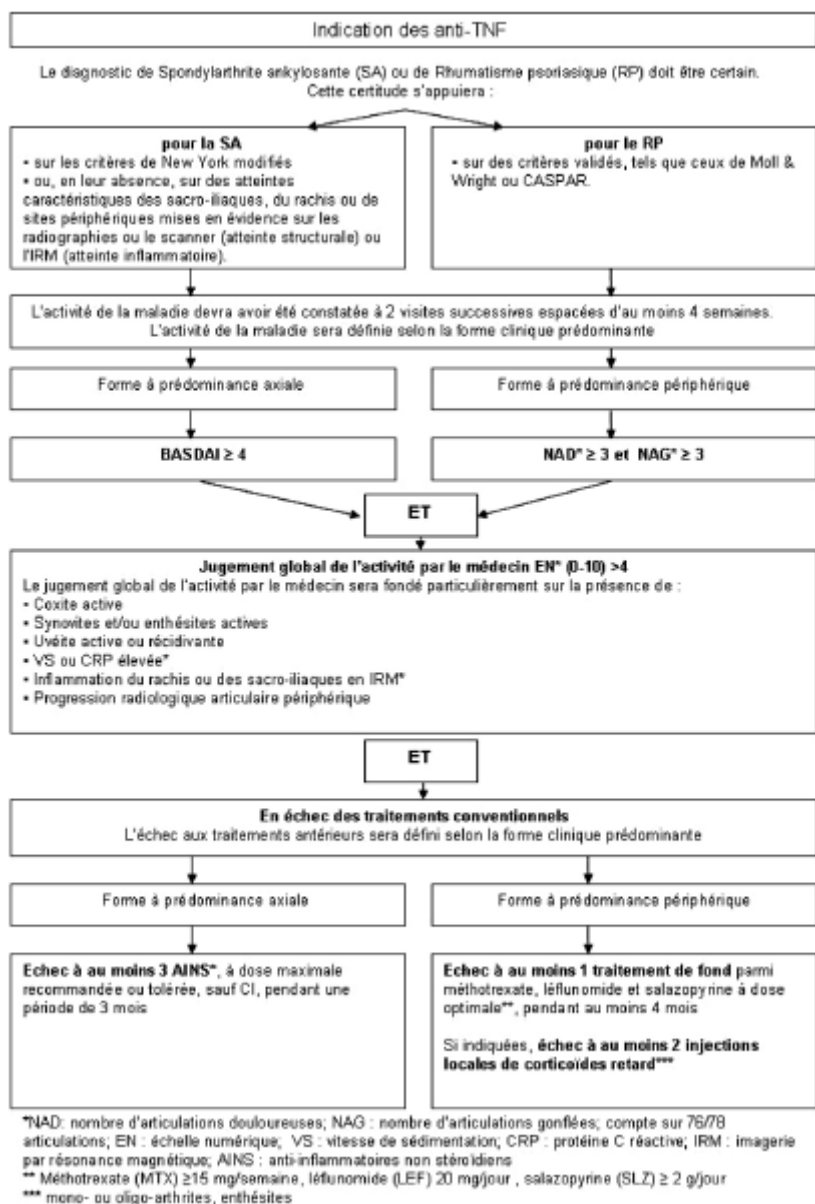 Indication des anti-TNF
Le diagnostic de Spondylarthrite ankylosante (SA) ou de Rhumatisme psoriasique (RP) doit être certain.
Cette certitude s'appuiera :
pour la SA
▪ sur les critères de New York modifiés
▪ ou, en leur absence, sur des atteintes
caractéristiques des sacro-iliaques, du rachis ou de
sites périphériques mises en évidence sur les
radiographies ou le scanner (atteinte structurale) ou
l'IRM (atteinte inflammatoire).
pour le RP
▪ sur des critères validés, tels que ceux de Moll &
Wright ou CASPAR.
L'activité de la maladie devra avoir été constatée à 2 visites successives espacées d'au moins 4 semaines.
L'activité de la maladie sera définie selon la forme clinique prédominante
Forme à prédominance axiale
Forme à prédominance périphérique
BASDAI ≥ 4
NAD* ≥ 3 et NAG* ≥ 3
ET
Jugement global de l'activité par le médecin EN* (0-10) >4
Le jugement global de l'activité par le médecin sera fondé particulièrement sur la présence de :
▪ Coxite active
▪ Synovites et/ou enthésites actives
▪ Uvéite active ou récidivante
▪ VS ou CRP élevée*
▪ Inflammation du rachis ou des sacro-iliaques en IRM*
▪ Progression radiologique articulaire périphérique
ET
En échec des traitements conventionnels
L'échec aux traitements antérieurs sera défini selon la forme clinique prédominante
Forme à prédominance axiale
Forme à prédominance périphérique
Echec à au moins 3 AINS*, à dose maximale
recommandée ou tolérée, sauf CI, pendant une
période de 3 mois
Echec à au moins 1 traitement de fond parmi
méthotrexate, léflunomide et salazopyrine à dose
optimale**, pendant au moins 4 mois
Si indiquées, échec à au moins 2 injections
locales de corticoïdes retard***
*NAD: nombre d'articulations douloureuses; NAG : nombre d'articulations gonflées; compte sur 76/78
articulations; EN : échelle numérique; VS : vitesse de sédimentation; CRP : protéine C réactive; IRM : imagerie
par résonance magnétique; AINS : anti-inflammatoires non stéroïdiens
** Méthotrexate (MTX) ≥15 mg/semaine, léflunomide (LEF) 20 mg/jour , salazopyrine (SLZ) ≥ 2 g/jour
*** mono- ou oligo-arthrites, enthésites